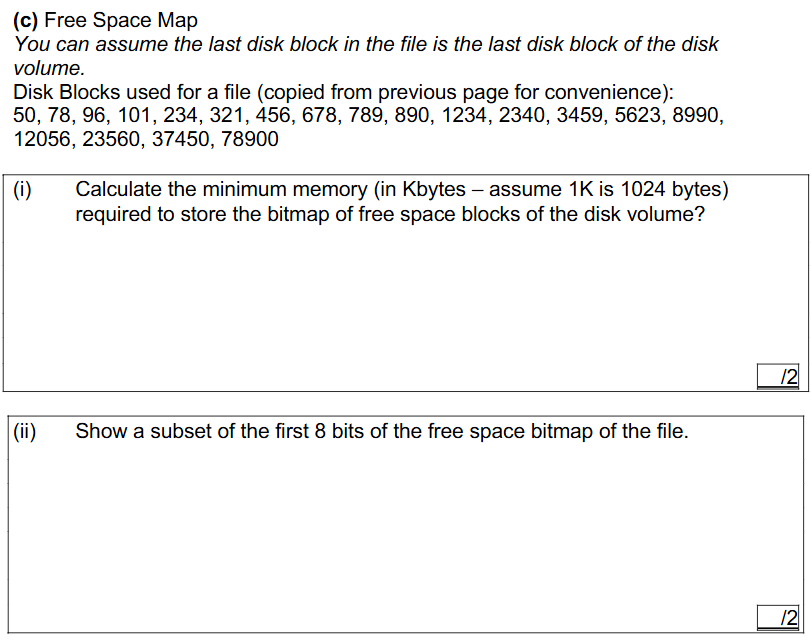 (c) Free Space Map
You can assume the last disk block in the file is the last disk block of the disk
volume.
Disk Blocks used for a file (copied from previous page for convenience):
50, 78, 96, 101, 234, 321, 456, 678, 789, 890, 1234, 2340, 3459, 5623, 8990,
12056, 23560, 37450, 78900
(i) Calculate the minimum memory (in Kbytes – assume 1K is 1024 bytes)
required to store the bitmap of free space blocks of the disk volume?
/2
(ii) Show a subset of the first 8 bits of the free space bitmap of the file.
/2